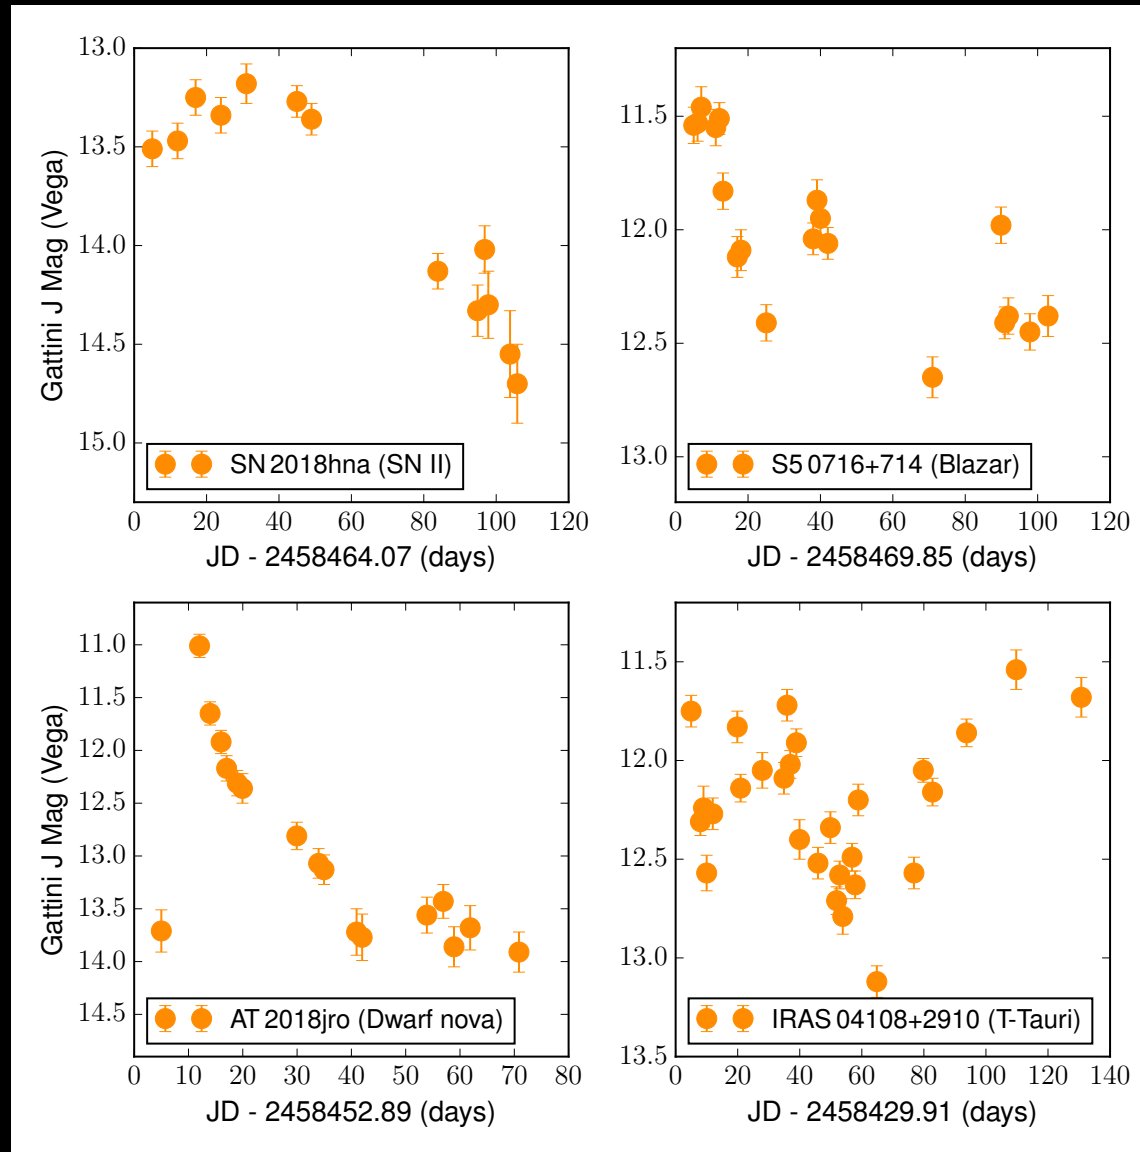 Gattini J Mag (Vega)
13.0
13.5
14.0
14.5
15.0
SN 2018hna (SN II)
0 20 40 60 80 100 120
JD - 2458464.07 (days)
11.5
12.0
12.5
13.0
S5 0716+714 (Blazar)
0 20 40 60 80 100 120
JD - 2458469.85 (days)
Gattini J Mag (Vega)
11.0
11.5
12.0
12.5
13.0
13.5
14.0
14.5
AT 2018jro (Dwarf nova)
0 10 20 30 40 50 60 70 80
JD - 2458452.89 (days)
11.5
12.0
12.5
13.0
13.5
IRAS 04108+2910 (T-Tauri)
0 20 40 60 80 100 120 140
JD - 2458429.91 (days)